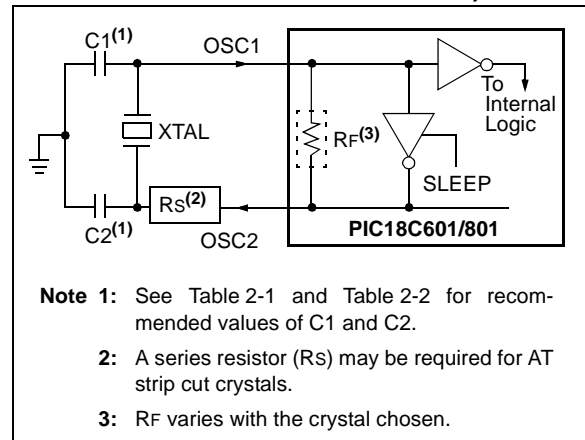 C1(1)
OSC1
To
Internal
Logic
XTAL
RF(3)
SLEEP
RS(2)
C2(1)
OSC2
PIC18C601/801
Note 1: See Table 2-1 and Table 2-2 for recom-
mended values of C1 and C2.
2: A series resistor (RS) may be required for AT
strip cut crystals.
3: RF varies with the crystal chosen.